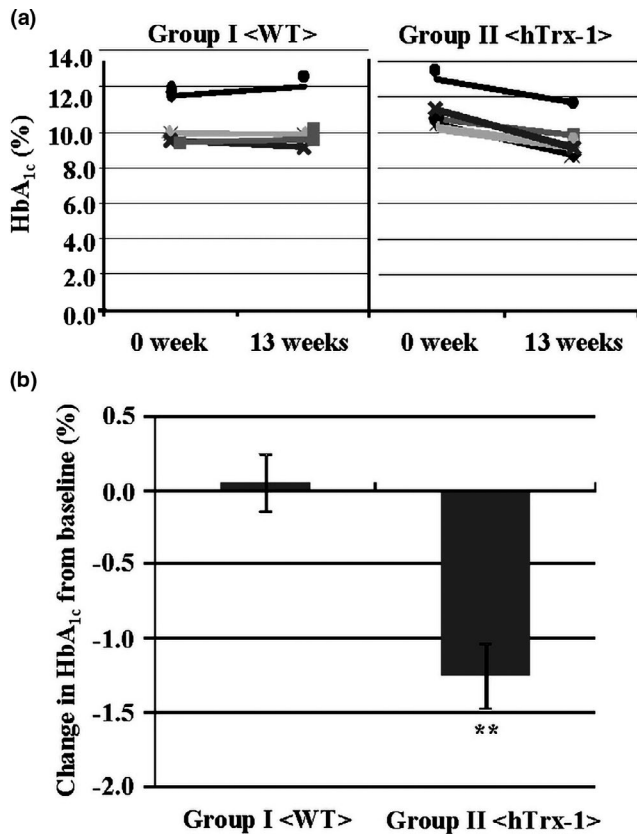 (a)
Group I <WT> Group II <hTrx-1>
HbA1c (%)
14.0
12.0
10.0
8.0
6.0
4.0
2.0
0.0
0 week 13 weeks 0 week 13 weeks
(b)
Change in HbA1c from baseline (%)
0.5
0.0
-0.5
-1.0
-1.5
-2.0
**
Group I <WT> Group II <hTrx-1>